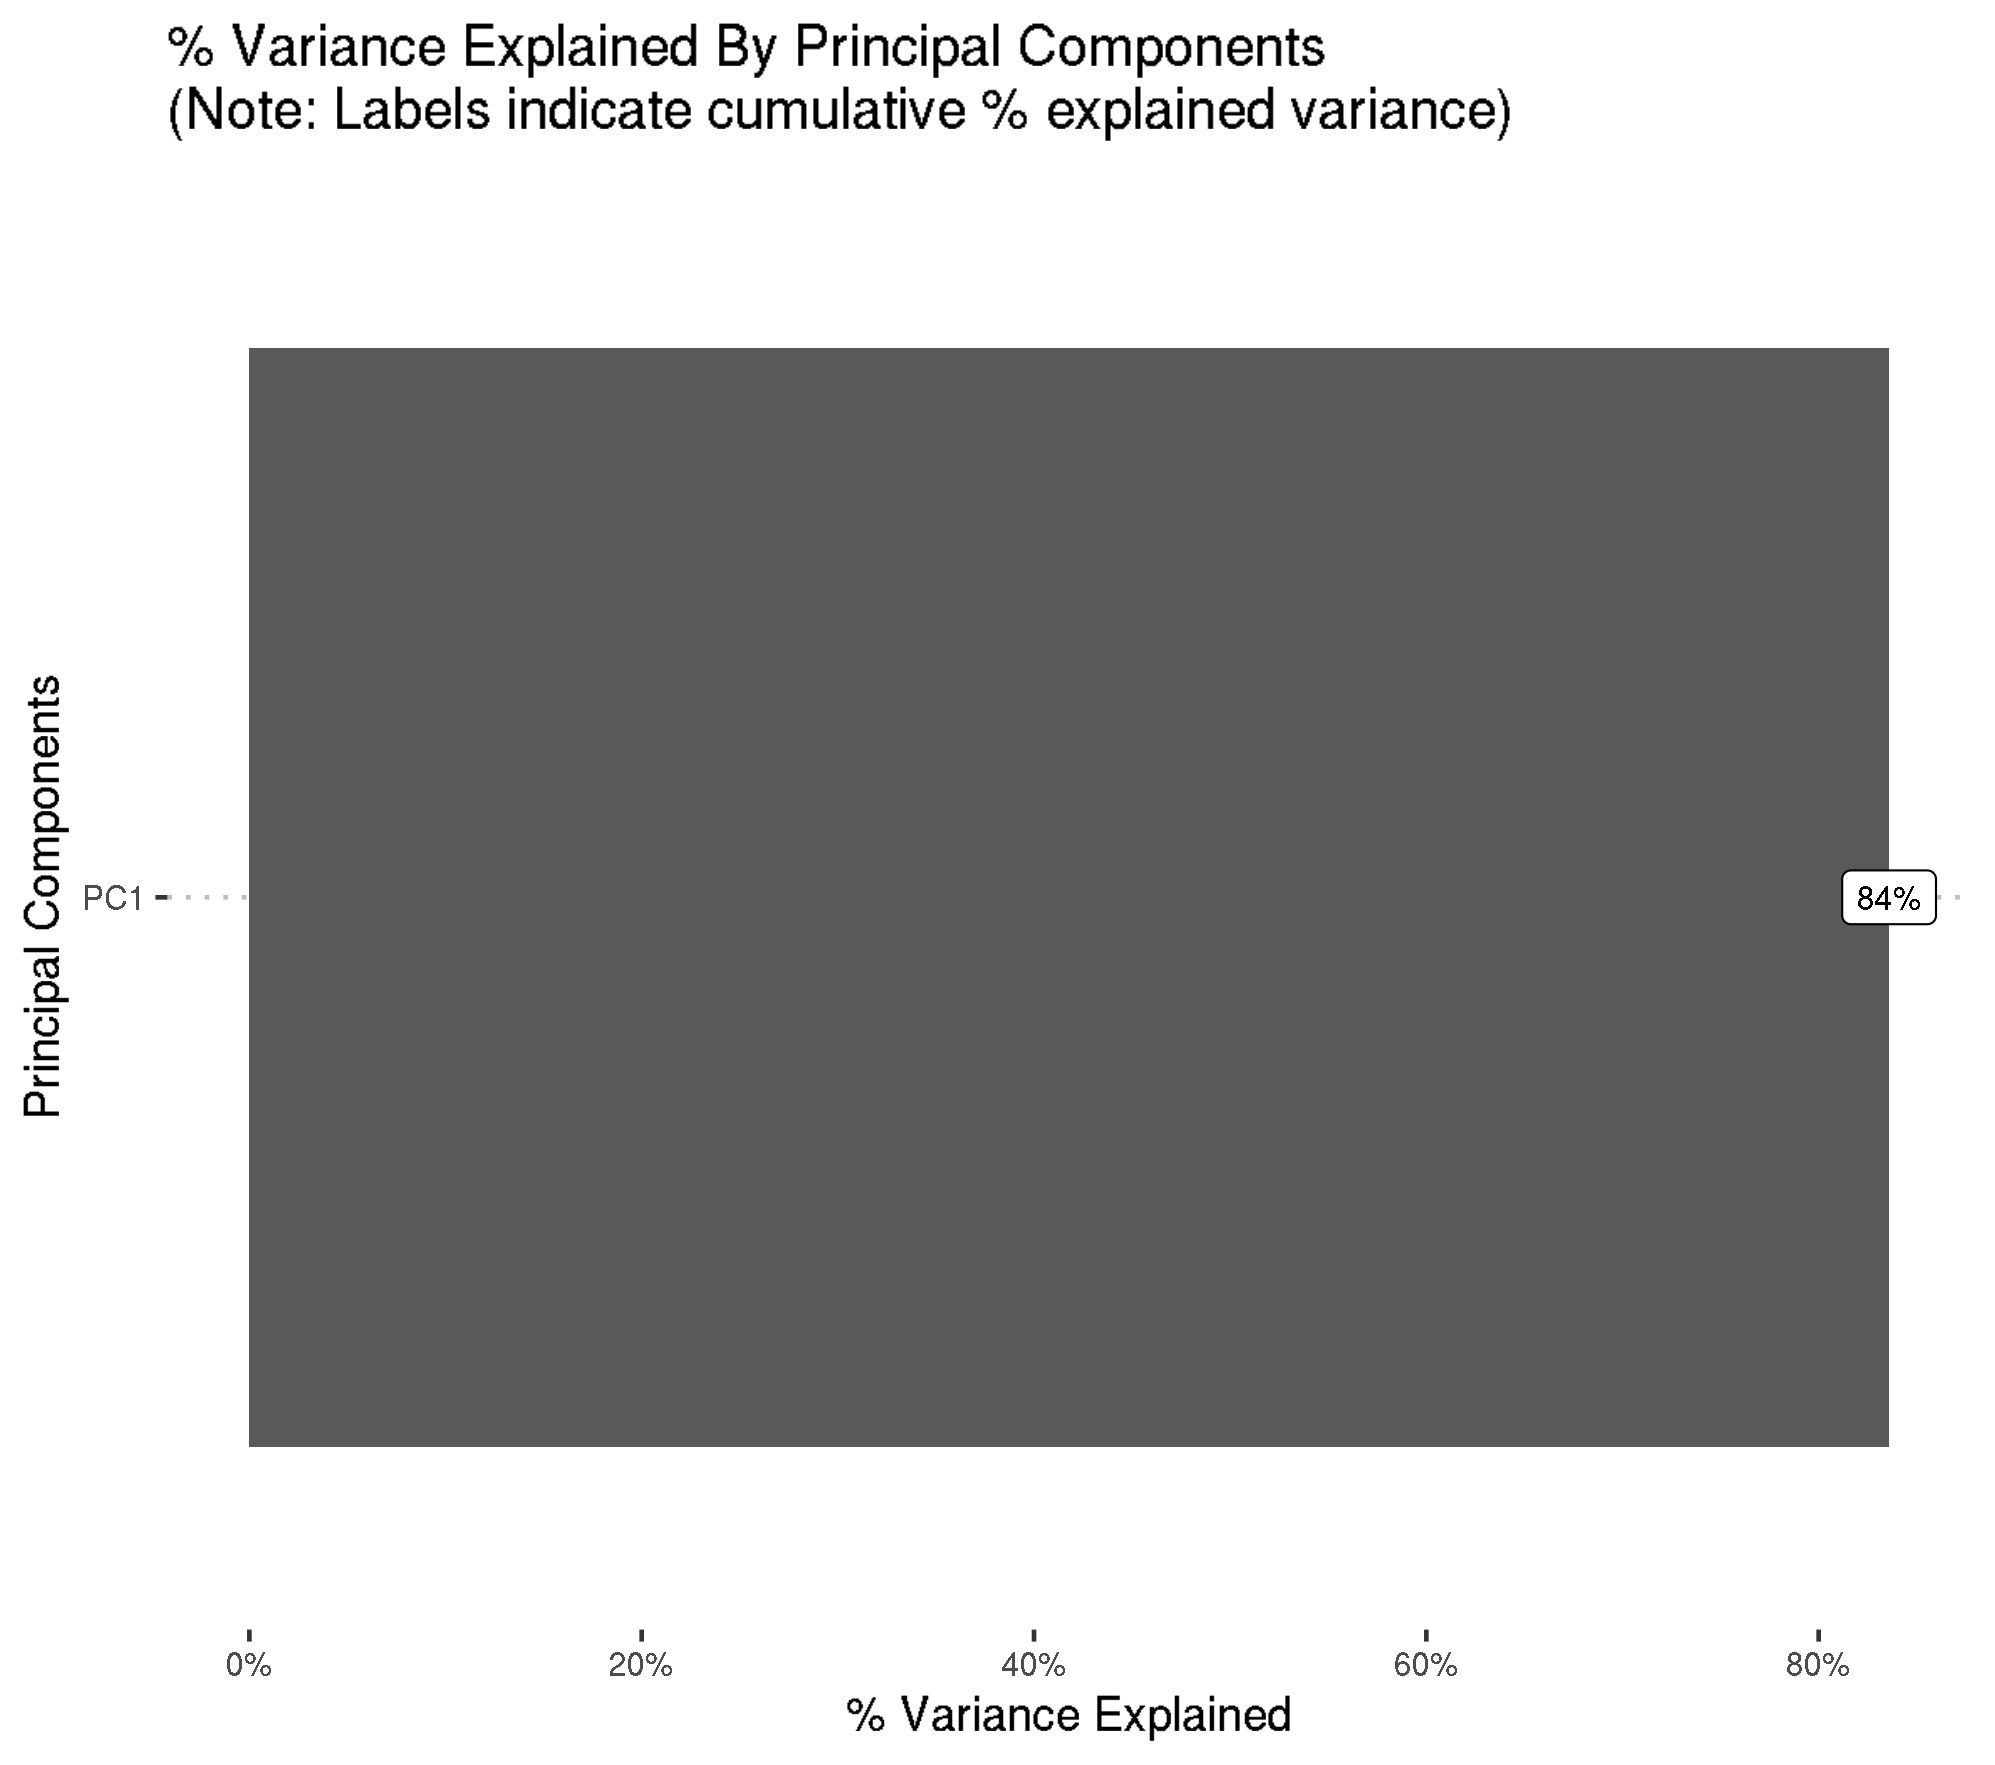 % Variance Explained By Principal Components
(Note: Labels indicate cumulative % explained variance)
Principal Components
PC1
84%
0%
20%
40%
60%
80%
% Variance Explained